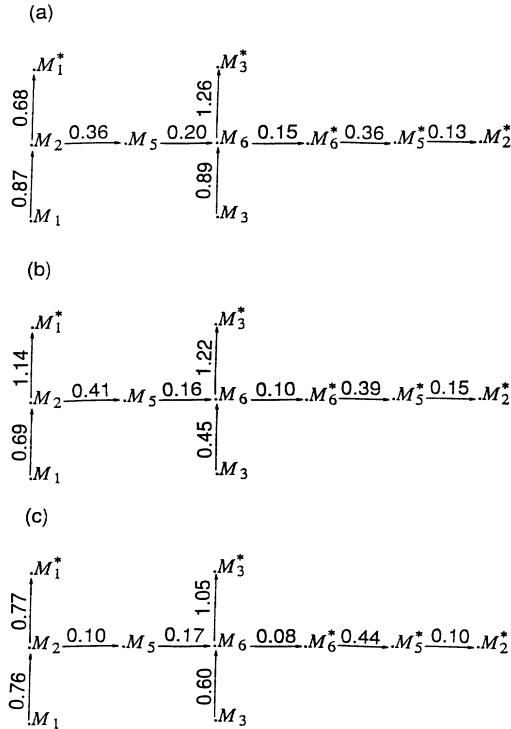 (a)
.M₁* .M₃*
0.68 1.26
.M₂ 0.36 .M₅ 0.20 .M₆ 0.15 .M₆* 0.36 .M₅* 0.13 .M₂*
0.87 0.89
.M₁ .M₃
(b)
.M₁* .M₃*
1.14 1.22
.M₂ 0.41 .M₅ 0.16 .M₆ 0.10 .M₆* 0.39 .M₅* 0.15 .M₂*
0.69 0.45
.M₁ .M₃
(c)
.M₁* .M₃*
0.77 1.05
.M₂ 0.10 .M₅ 0.17 .M₆ 0.08 .M₆* 0.44 .M₅* 0.10 .M₂*
0.76 0.60
.M₁ .M₃